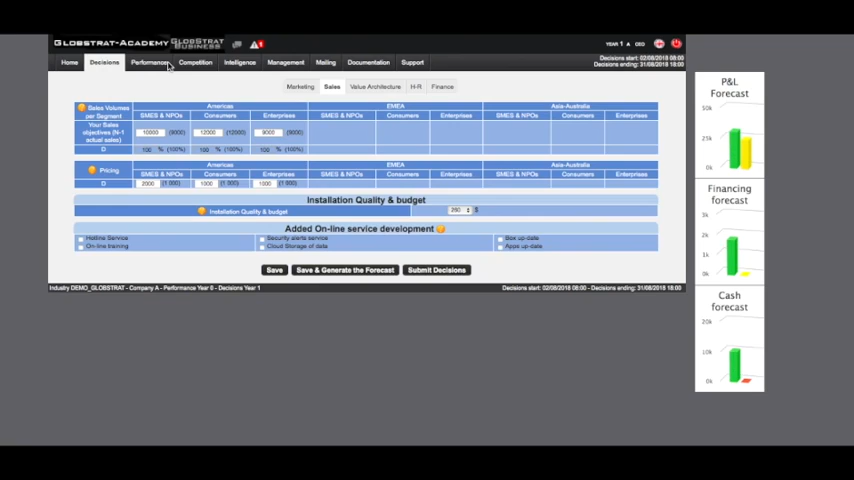 GLOBSTRAT-ACADEMY GLOBSTRAT BUSINESS
YEAR 1 A CEO
Home Decisions Performance Competition Intelligence Management Mailing Documentation Support
Decisions start: 02/08/2018 08:00
Decisions ending: 31/08/2018 18:00
Marketing Sales Value Architecture H-R Finance
Sales Volumes per Segment
Americas EMEA Asia-Australia
SMES & NPOs Consumers Enterprises SMES & NPOs Consumers Enterprises SMES & NPOs Consumers Enterprises
Your Sales objectives (N-1 actual sales)
10000 (9000) 12000 (12000) 9000 (9000)
D 100 % (100%) 100 % (100%) 100 % (100%)
Pricing
Americas EMEA Asia-Australia
SMES & NPOs Consumers Enterprises SMES & NPOs Consumers Enterprises SMES & NPOs Consumers Enterprises
D 2000 (1 000) 1000 (1 000) 1000 (1 000)
Installation Quality & budget
Installation Quality & budget $
Added On-line service development
Hotline Service Security alerts service Box up-date
On-line training Cloud Storage of data Apps up-date
Save Save & Generate the Forecast Submit Decisions
Industry DEMO_GLOBSTRAT - Company A - Performance Year 0 - Decisions Year 1
Decisions start: 02/08/2018 08:00 - Decisions ending: 31/08/2018 18:00
P&L
Forecast
50k
25k
0k
Financing
forecast
3k
2k
1k
0k
Cash
forecast
20k
10k
0k